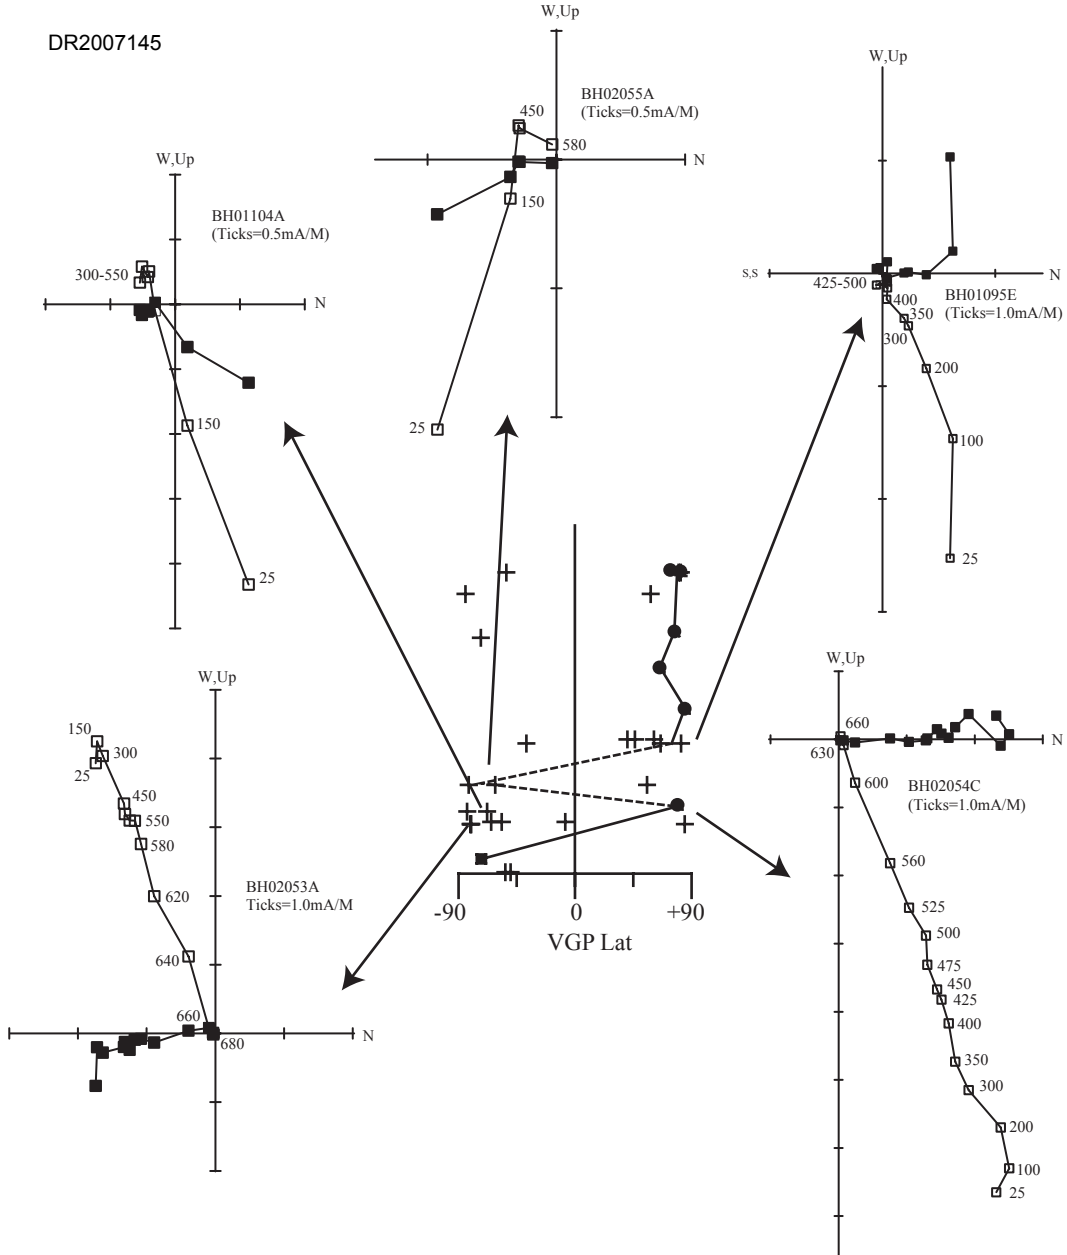 DR2007145
W,Up
BH02055A
(Ticks=0.5mA/M)
450
580
N
150
25
W,Up
BH01104A
(Ticks=0.5mA/M)
300-550
N
150
25
W,Up
S,S
N
425-500
BH01095E
(Ticks=1.0mA/M)
400
350
300
200
100
25
W,Up
150
300
25
450
550
580
620
BH02053A
Ticks=1.0mA/M
640
660
N
680
-90
0
+90
VGP Lat
W,Up
660
630
N
BH02054C
(Ticks=1.0mA/M)
600
560
525
500
475
450
425
400
350
300
200
100
25